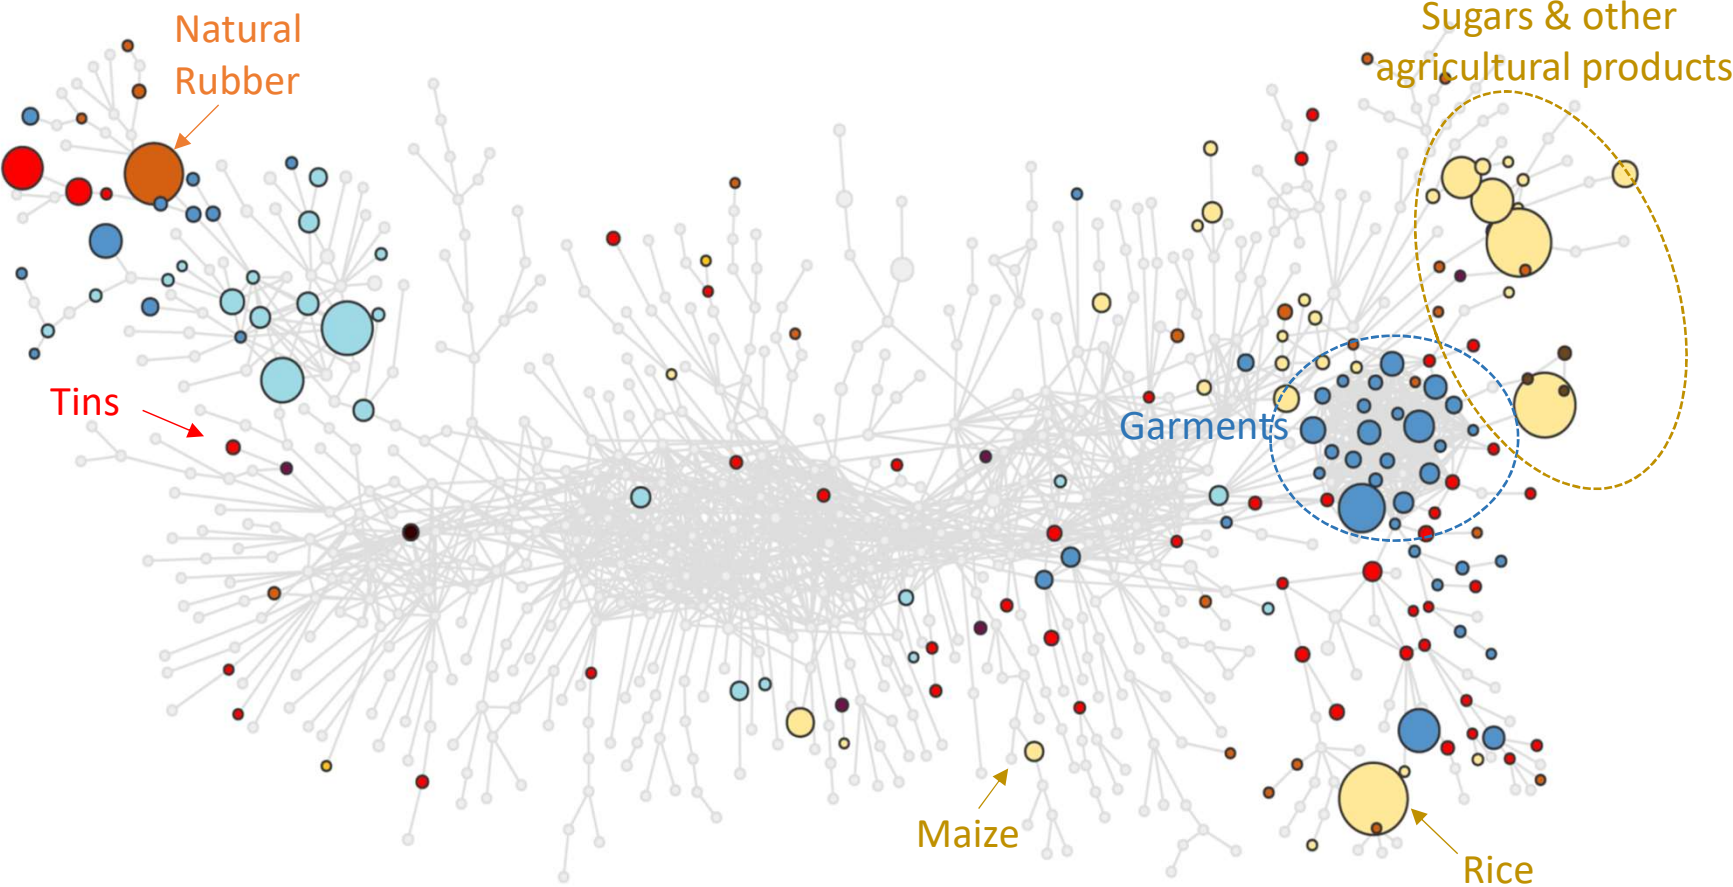 Natural
Rubber
Sugars & other
agricultural products
Tins
Garments
Maize
Rice